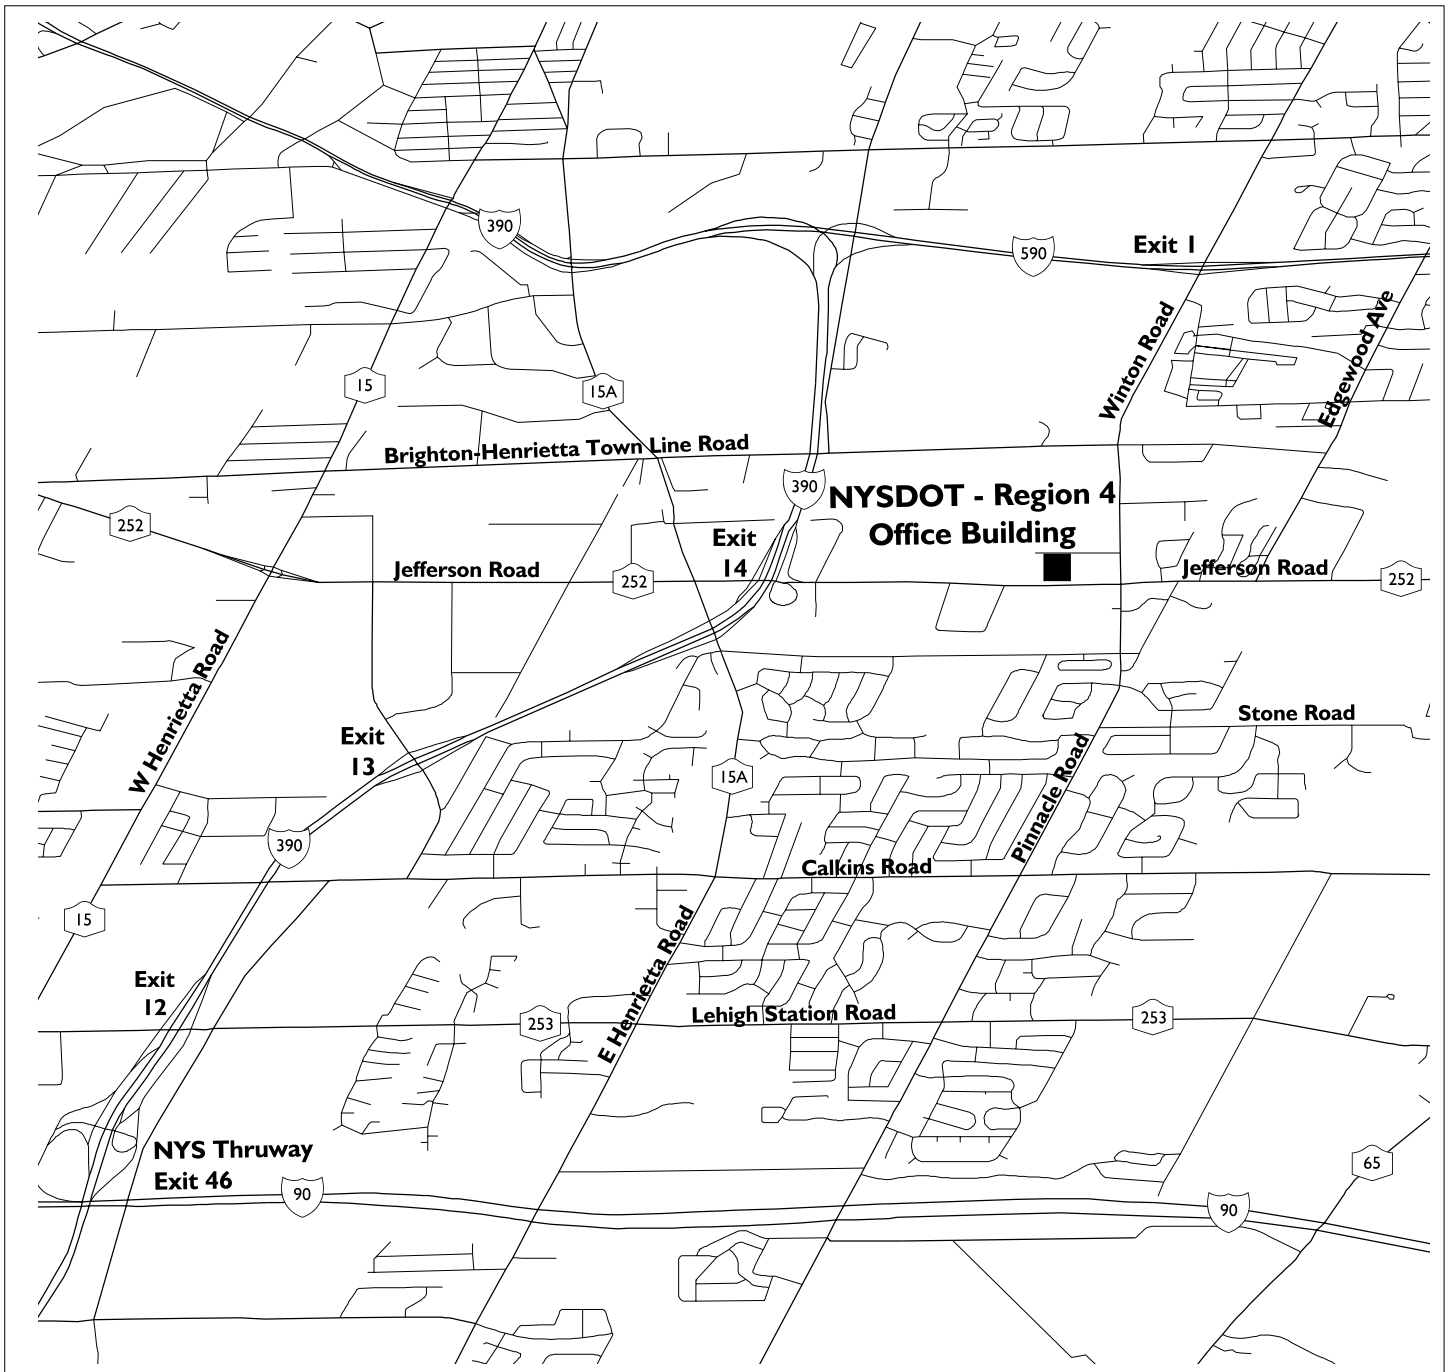 390
590
Exit 1
15
15A
Winton Road
Edgewood Ave
Brighton-Henrietta Town Line Road
390
NYSDOT - Region 4
Office Building
252
Exit
14
Jefferson Road
252
Jefferson Road
252
W Henrietta Road
Stone Road
Exit
13
15A
Pinnacle Road
390
Calkins Road
15
E Henrietta Road
Exit
12
253
Lehigh Station Road
253
NYS Thruway
Exit 46
65
90
90